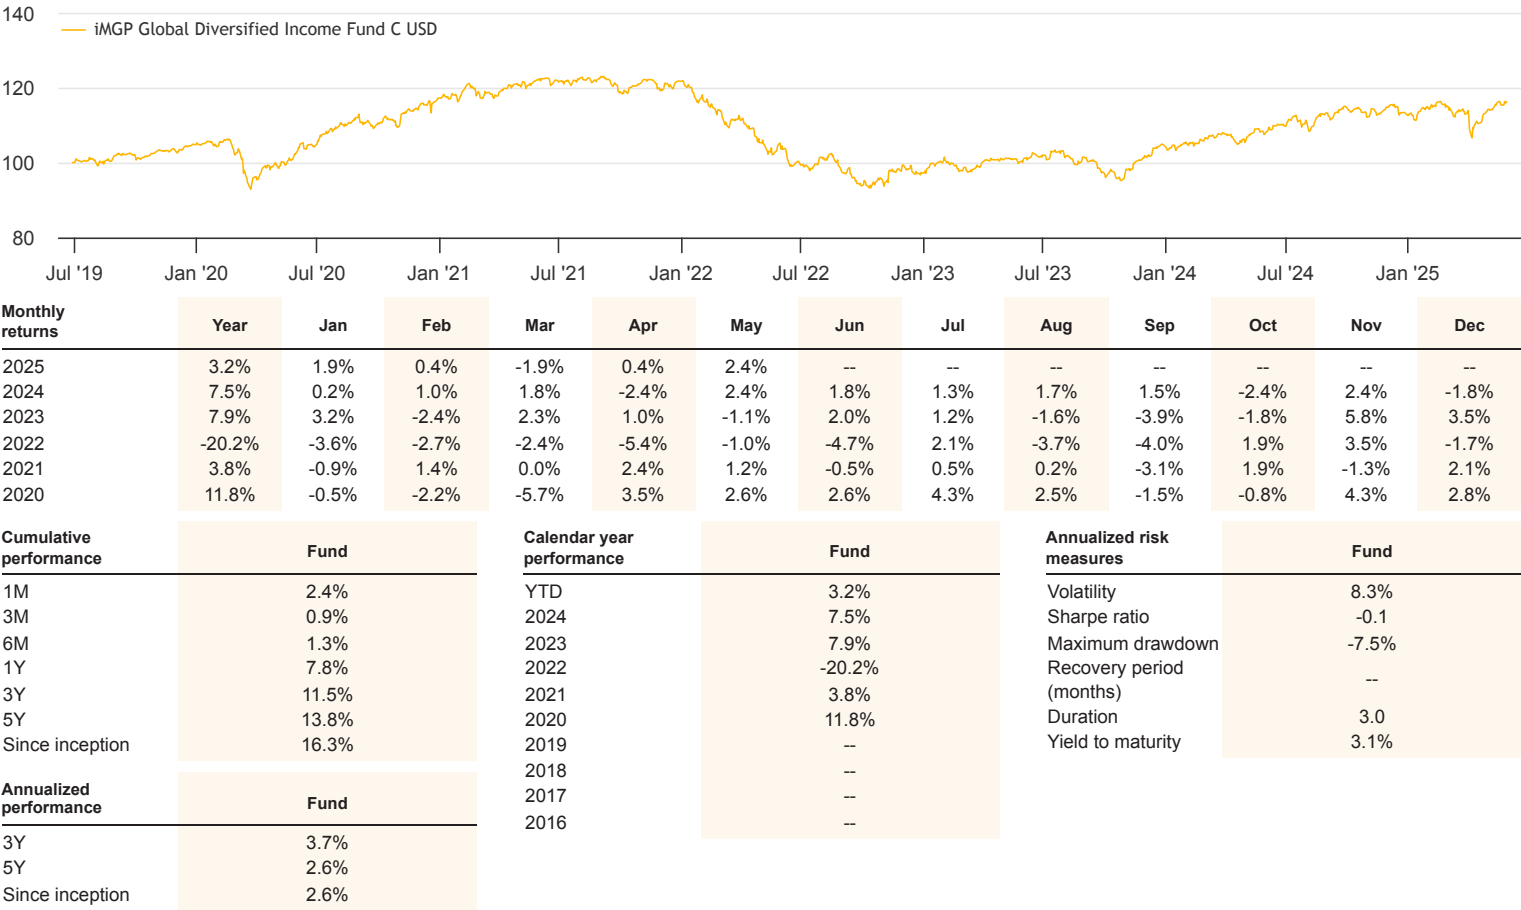 140
iMGP Global Diversified Income Fund C USD
120
100
80
Jul '19 Jan '20 Jul '20 Jan '21 Jul '21 Jan '22 Jul '22 Jan '23 Jul '23 Jan '24 Jul '24 Jan '25
Monthly
returns Year Jan Feb Mar Apr May Jun Jul Aug Sep Oct Nov Dec
2025 3.2% 1.9% 0.4% -1.9% 0.4% 2.4% -- -- -- -- -- -- --
2024 7.5% 0.2% 1.0% 1.8% -2.4% 2.4% 1.8% 1.3% 1.7% 1.5% -2.4% 2.4% -1.8%
2023 7.9% 3.2% -2.4% 2.3% 1.0% -1.1% 2.0% 1.2% -1.6% -3.9% -1.8% 5.8% 3.5%
2022 -20.2% -3.6% -2.7% -2.4% -5.4% -1.0% -4.7% 2.1% -3.7% -4.0% 1.9% 3.5% -1.7%
2021 3.8% -0.9% 1.4% 0.0% 2.4% 1.2% -0.5% 0.5% 0.2% -3.1% 1.9% -1.3% 2.1%
2020 11.8% -0.5% -2.2% -5.7% 3.5% 2.6% 2.6% 4.3% 2.5% -1.5% -0.8% 4.3% 2.8%
Cumulative
performance Fund
1M 2.4%
3M 0.9%
6M 1.3%
1Y 7.8%
3Y 11.5%
5Y 13.8%
Since inception 16.3%
Annualized
performance Fund
3Y 3.7%
5Y 2.6%
Since inception 2.6%
Calendar year
performance Fund
YTD 3.2%
2024 7.5%
2023 7.9%
2022 -20.2%
2021 3.8%
2020 11.8%
2019 --
2018 --
2017 --
2016 --
Annualized risk
measures Fund
Volatility 8.3%
Sharpe ratio -0.1
Maximum drawdown -7.5%
Recovery period
(months) --
Duration 3.0
Yield to maturity 3.1%